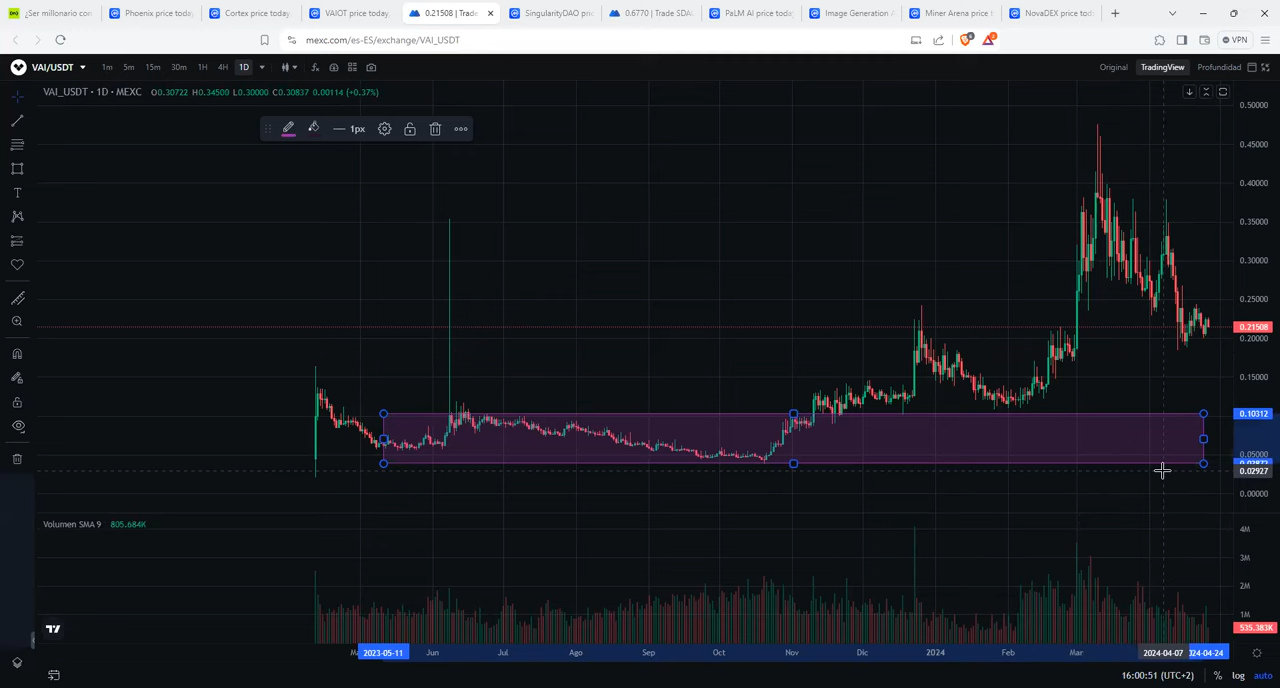 ¿Ser millonario con
Phoenix price today
Cortex price today
VAIOT price today,
0.21508 | Trade
SingularityDAO pric
0.6770 | Trade SDAO
PaLM AI price today
Image Generation A
Miner Arena price t
NovaDEX price toda
mexc.com/es-ES/exchange/VAI_USDT
VPN
VAI/USDT
1m 5m 15m 30m 1H 4H 1D
Original TradingView Profundidad
VAI_USDT • 1D • MEXC O0.30722 H0.34500 L0.30000 C0.30837 0.00114 (+0.37%)
1px
0.50000
0.45000
0.40000
0.35000
0.30000
0.25000
0.21508
0.20000
0.15000
0.10312
0.05000
0.02927
0.00000
Volumen SMA 9 805.684K
4M
3M
2M
1M
535.383K
2023-05-11 Jun Jul Ago Sep Oct Nov Dic 2024 Feb Mar 2024-04-07 024-04-24
16:00:51 (UTC+2) % log auto